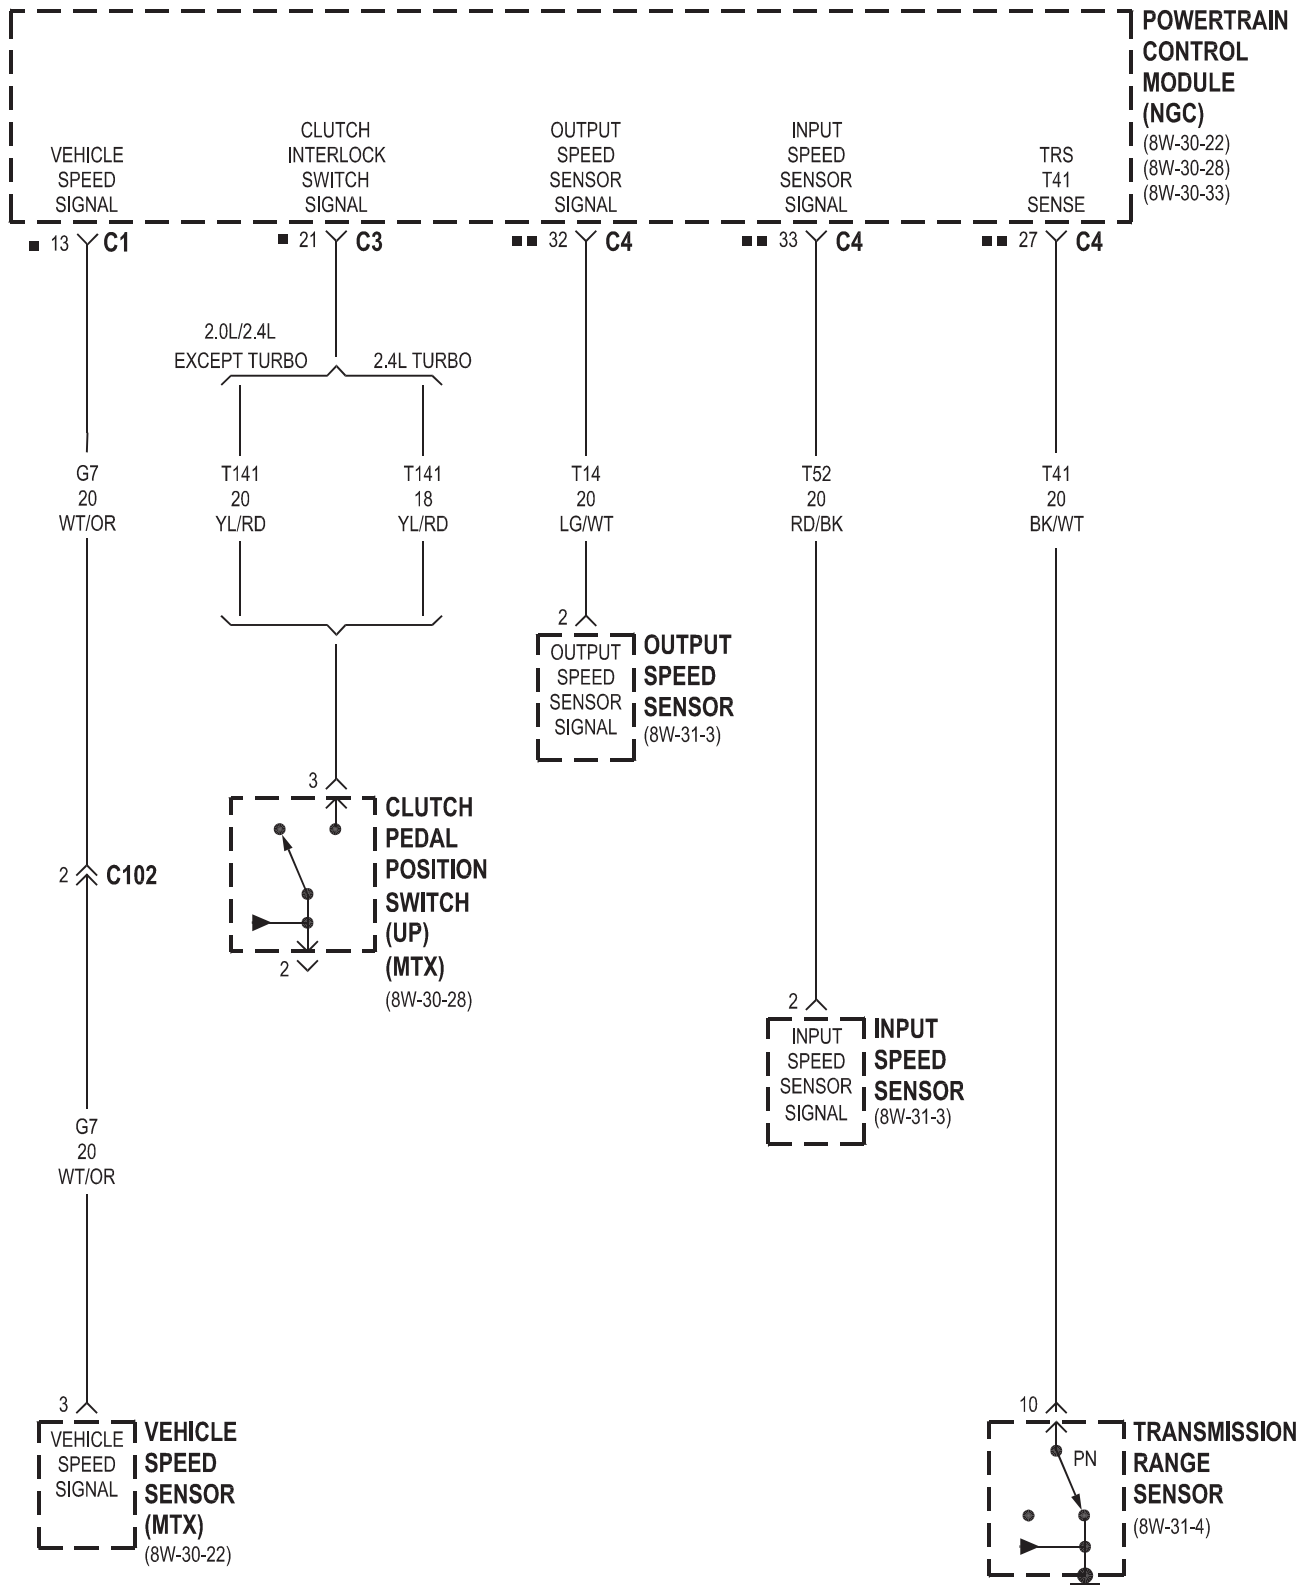 POWERTRAIN
CONTROL
MODULE
(NGC)
(8W-30-22)
(8W-30-28)
(8W-30-33)
VEHICLE
SPEED
SIGNAL
CLUTCH
INTERLOCK
SWITCH
SIGNAL
OUTPUT
SPEED
SENSOR
SIGNAL
INPUT
SPEED
SENSOR
SIGNAL
TRS
T41
SENSE
13 C1
21 C3
32 C4
33 C4
27 C4
2.0L/2.4L
EXCEPT TURBO
2.4L TURBO
G7
20
WT/OR
T141
20
YL/RD
T141
18
YL/RD
T14
20
LG/WT
T52
20
RD/BK
T41
20
BK/WT
2
OUTPUT
SPEED
SENSOR
SIGNAL
OUTPUT
SPEED
SENSOR
(8W-31-3)
3
CLUTCH
PEDAL
POSITION
SWITCH
(UP)
(MTX)
(8W-30-28)
2
2 C102
2
INPUT
SPEED
SENSOR
SIGNAL
INPUT
SPEED
SENSOR
(8W-31-3)
G7
20
WT/OR
3
VEHICLE
SPEED
SIGNAL
VEHICLE
SPEED
SENSOR
(MTX)
(8W-30-22)
10
PN
TRANSMISSION
RANGE
SENSOR
(8W-31-4)